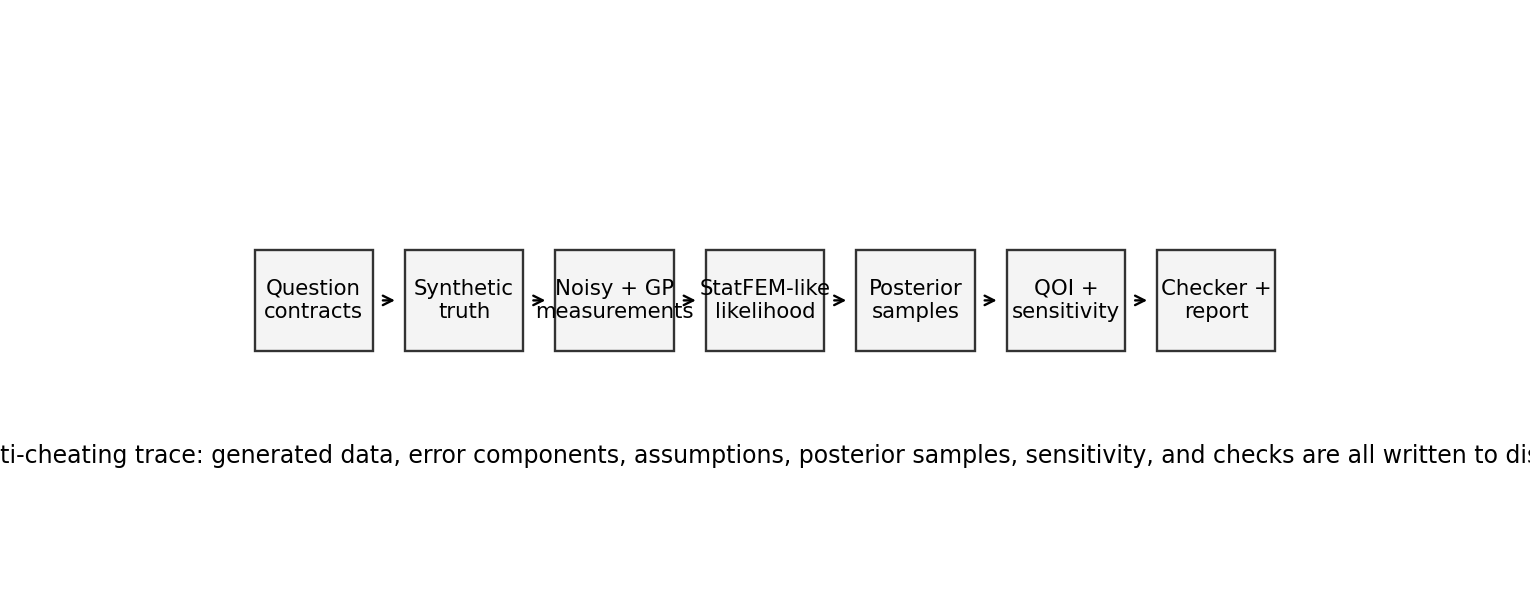 Question
contracts
Synthetic
truth
Noisy + GP
measurements
StatFEM-like
likelihood
Posterior
samples
QOI +
sensitivity
Checker +
report
ti-cheating trace: generated data, error components, assumptions, posterior samples, sensitivity, and checks are all written to dis